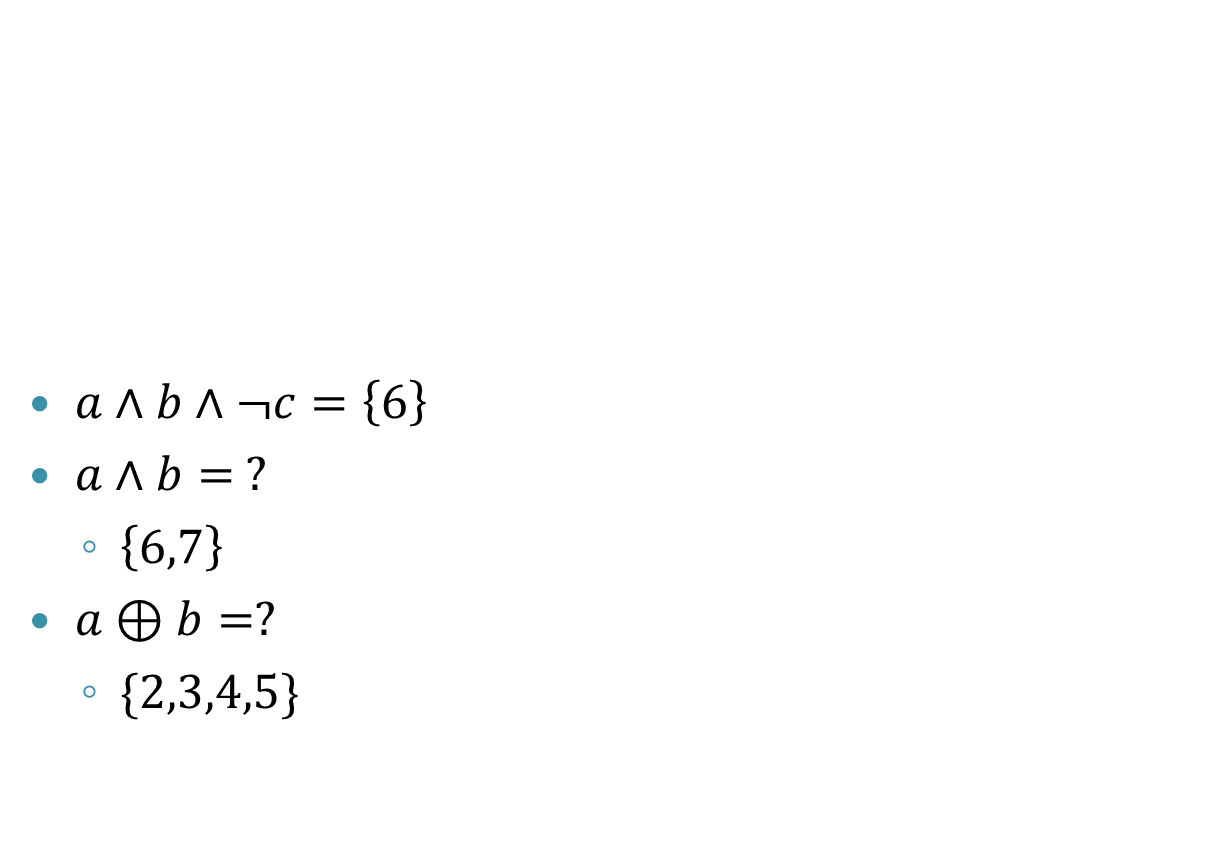 • a ∧ b ∧ ¬c = {6}
• a ∧ b = ?
◦ {6,7}
• a ⊕ b =?
◦ {2,3,4,5}